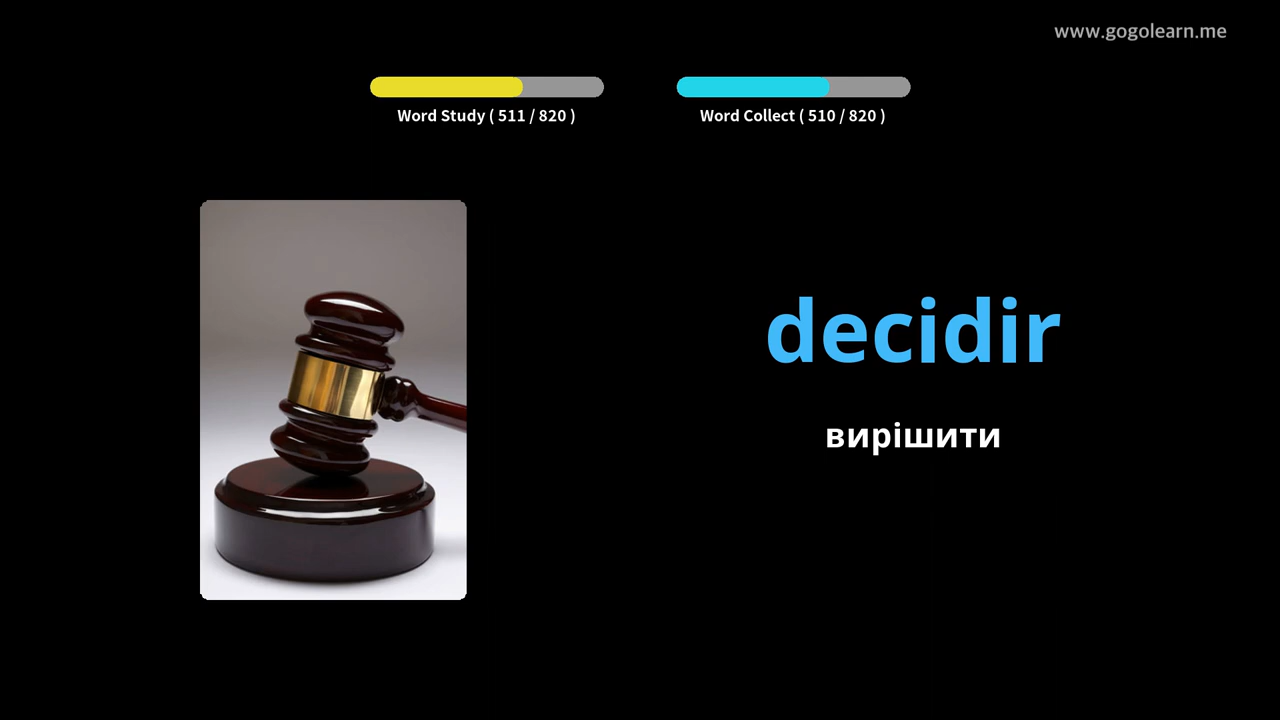 www.gogolearn.me
Word Study ( 511 / 820 )
Word Collect ( 510 / 820 )
decidir
вирішити